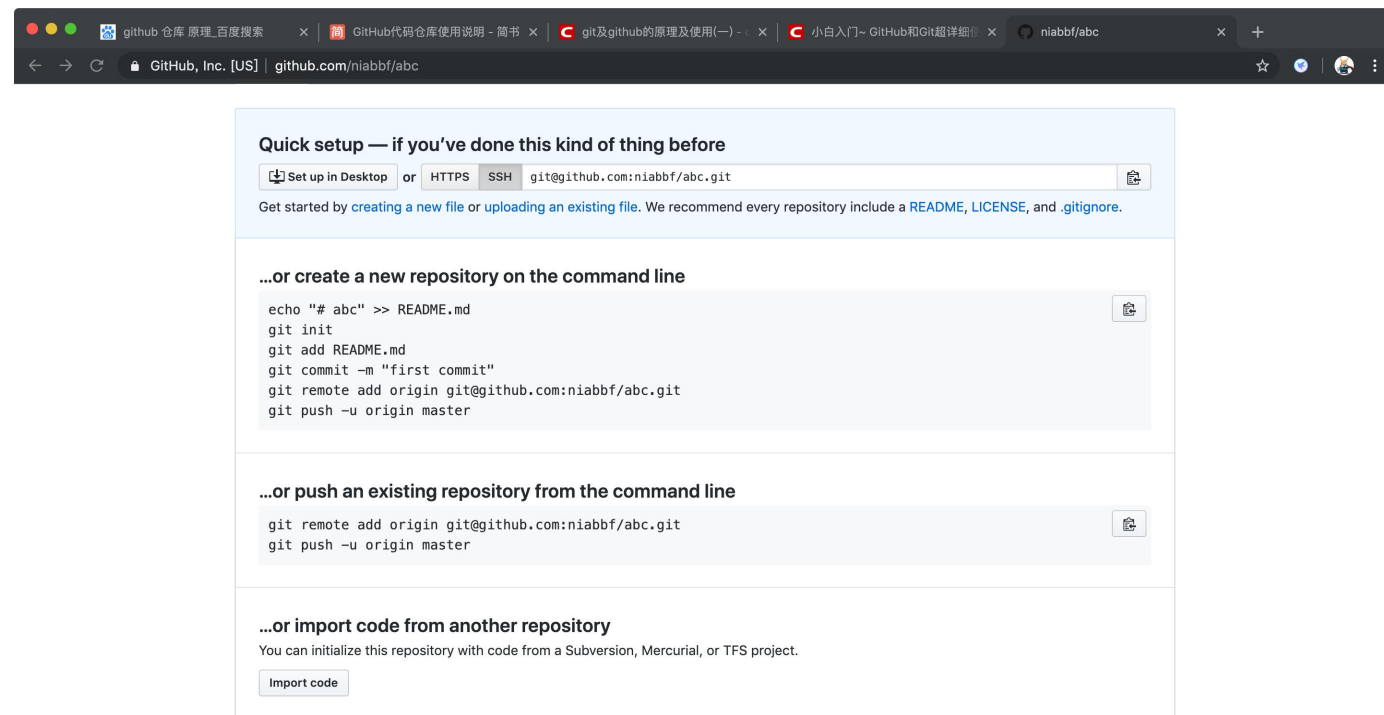 github 仓库 原理_百度搜索
GitHub代码仓库使用说明 - 简书
git及github的原理及使用(一) - c
小白入门~ GitHub和Git超详细使
niabbf/abc
GitHub, Inc. [US] | github.com/niabbf/abc
Quick setup — if you’ve done this kind of thing before
Set up in Desktop or HTTPS SSH git@github.com:niabbf/abc.git
Get started by creating a new file or uploading an existing file. We recommend every repository include a README, LICENSE, and .gitignore.
…or create a new repository on the command line
echo "# abc" >> README.md
git init
git add README.md
git commit -m "first commit"
git remote add origin git@github.com:niabbf/abc.git
git push -u origin master
…or push an existing repository from the command line
git remote add origin git@github.com:niabbf/abc.git
git push -u origin master
…or import code from another repository
You can initialize this repository with code from a Subversion, Mercurial, or TFS project.
Import code